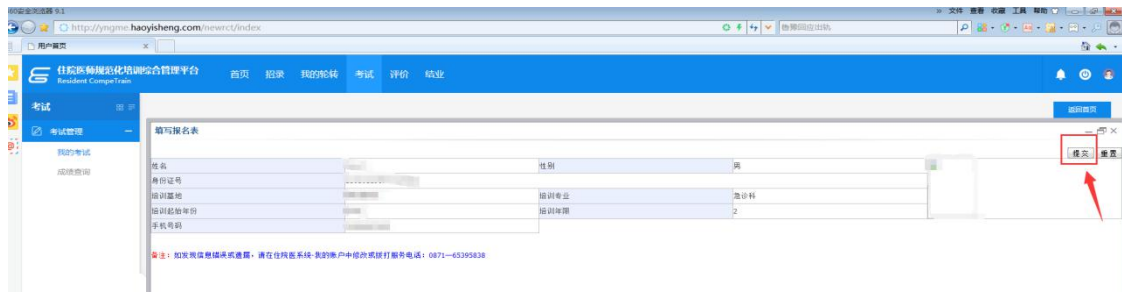 360安全浏览器 9.1
» 文件 查看 收藏 工具 帮助
http://yngme.haoyisheng.com/newrct/index
用户首页
住院医师规范化培训综合管理平台
Resident CompeTrain
首页 招录 我的轮转 考试 评价 结业
考试
返回首页
考试管理
填写报名表
我的考试
提交 重置
成绩查询
姓名 性别 男
身份证号
培训基地 培训专业 急诊科
培训起始年份 培训年限 2
手机号码
备注：如发现信息错误或遗漏，请在住院医系统-我的账户中修改或拨打服务电话：0871—65395838